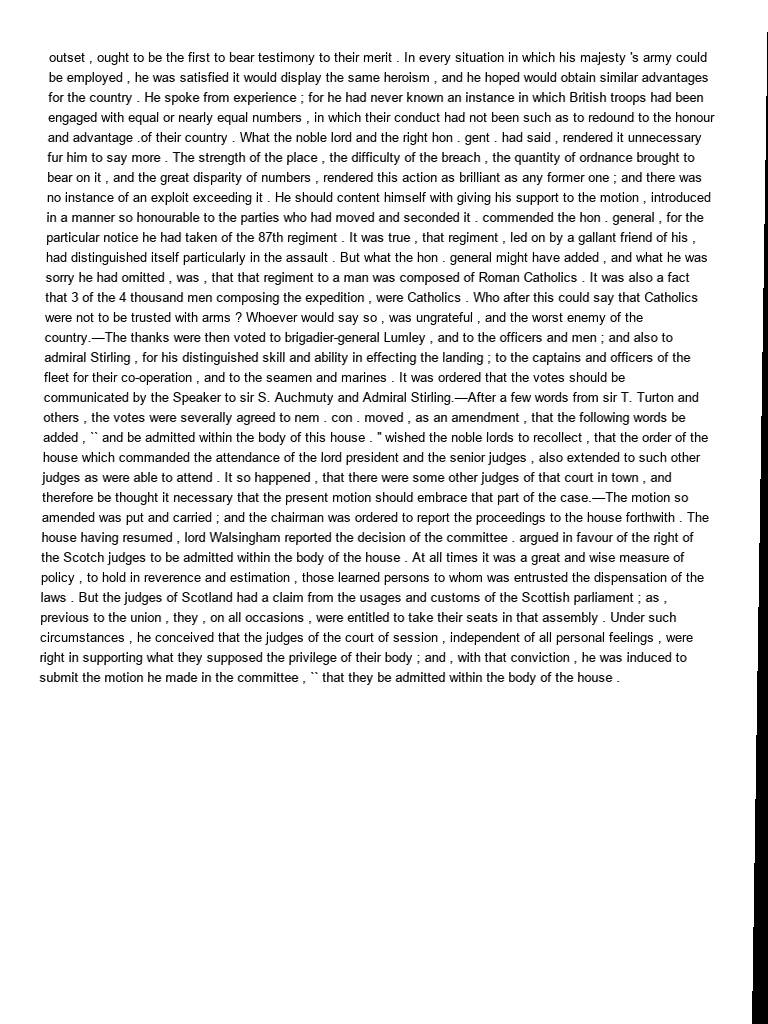 outset , ought to be the first to bear testimony to their merit . In every situation in which his majesty 's army could
be employed , he was satisfied it would display the same heroism , and he hoped would obtain similar advantages
for the country . He spoke from experience ; for he had never known an instance in which British troops had been
engaged with equal or nearly equal numbers , in which their conduct had not been such as to redound to the honour
and advantage .of their country . What the noble lord and the right hon . gent . had said , rendered it unnecessary
fur him to say more . The strength of the place , the difficulty of the breach , the quantity of ordnance brought to
bear on it , and the great disparity of numbers , rendered this action as brilliant as any former one ; and there was
no instance of an exploit exceeding it . He should content himself with giving his support to the motion , introduced
in a manner so honourable to the parties who had moved and seconded it . commended the hon . general , for the
particular notice he had taken of the 87th regiment . It was true , that regiment , led on by a gallant friend of his ,
had distinguished itself particularly in the assault . But what the hon . general might have added , and what he was
sorry he had omitted , was , that that regiment to a man was composed of Roman Catholics . It was also a fact
that 3 of the 4 thousand men composing the expedition , were Catholics . Who after this could say that Catholics
were not to be trusted with arms ? Whoever would say so , was ungrateful , and the worst enemy of the
country.—The thanks were then voted to brigadier-general Lumley , and to the officers and men ; and also to
admiral Stirling , for his distinguished skill and ability in effecting the landing ; to the captains and officers of the
fleet for their co-operation , and to the seamen and marines . It was ordered that the votes should be
communicated by the Speaker to sir S. Auchmuty and Admiral Stirling.—After a few words from sir T. Turton and
others , the votes were severally agreed to nem . con . moved , as an amendment , that the following words be
added , `` and be admitted within the body of this house . '' wished the noble lords to recollect , that the order of the
house which commanded the attendance of the lord president and the senior judges , also extended to such other
judges as were able to attend . It so happened , that there were some other judges of that court in town , and
therefore be thought it necessary that the present motion should embrace that part of the case.—The motion so
amended was put and carried ; and the chairman was ordered to report the proceedings to the house forthwith . The
house having resumed , lord Walsingham reported the decision of the committee . argued in favour of the right of
the Scotch judges to be admitted within the body of the house . At all times it was a great and wise measure of
policy , to hold in reverence and estimation , those learned persons to whom was entrusted the dispensation of the
laws . But the judges of Scotland had a claim from the usages and customs of the Scottish parliament ; as ,
previous to the union , they , on all occasions , were entitled to take their seats in that assembly . Under such
circumstances , he conceived that the judges of the court of session , independent of all personal feelings , were
right in supporting what they supposed the privilege of their body ; and , with that conviction , he was induced to
submit the motion he made in the committee , `` that they be admitted within the body of the house .